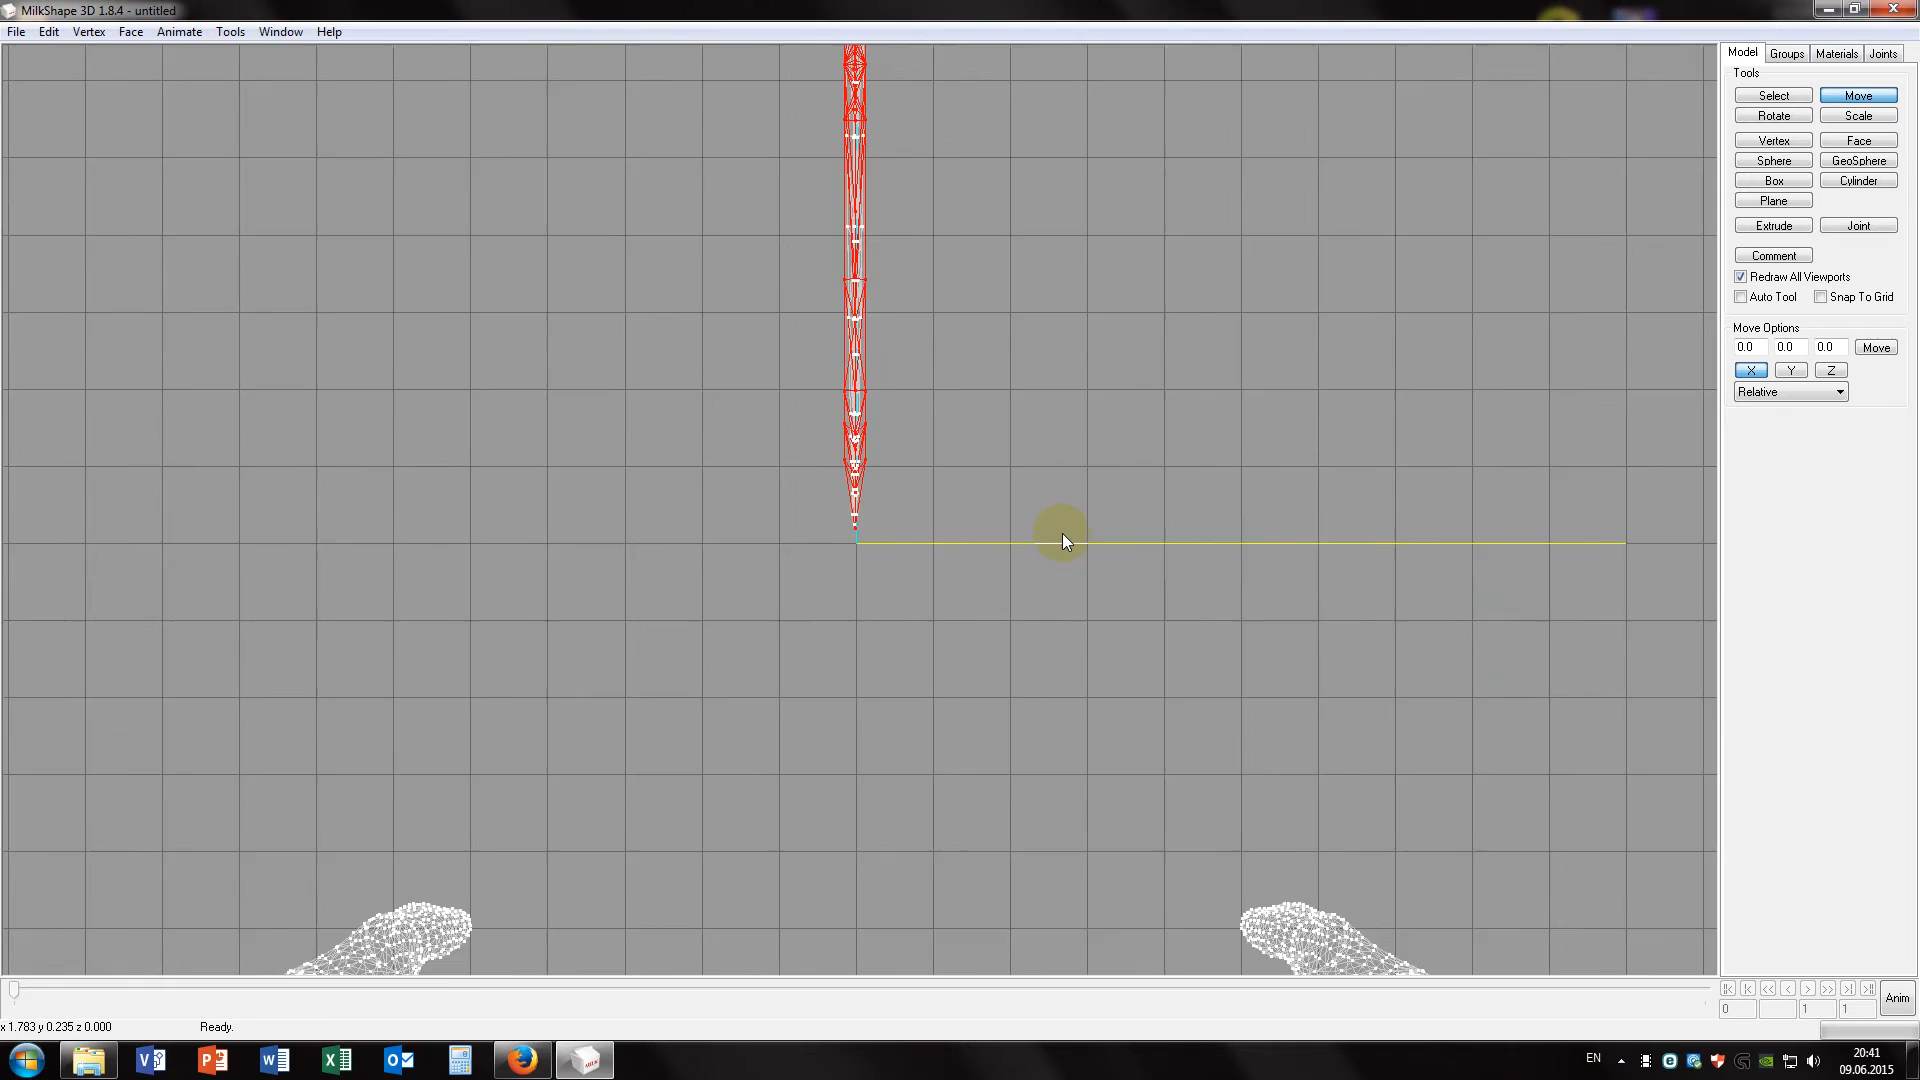 MilkShape 3D 1.8.4 - untitled
File Edit Vertex Face Animate Tools Window Help
Model Groups Materials Joints
Tools
Select Move
Rotate Scale
Vertex Face
Sphere GeoSphere
Box Cylinder
Plane
Extrude Joint
Comment
Redraw All Viewports
Auto Tool Snap To Grid
Move Options
0.0 0.0 0.0 Move
X Y Z
Relative
Anim
0 1 1
x 1.783 y 0.235 z 0.000 Ready.
EN
20:41
09.06.2015